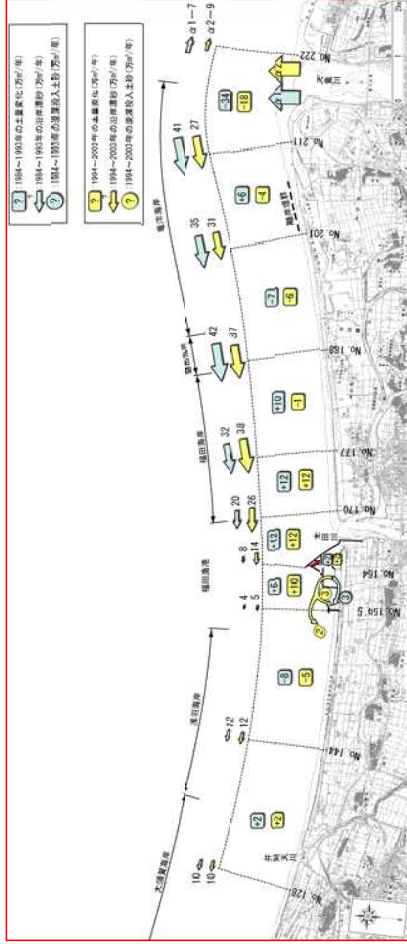 ?:1984~1993年の土量変化(万m³/年)
:1984~1993年の沿岸漂砂(万m³/年)
?:1984~1993年の浚渫投入土砂(万m³/年)
?:1994~2003年の土量変化(万m³/年)
:1994~2003年の沿岸漂砂(万m³/年)
?:1994~2003年の浚渫投入土砂(万m³/年)
大須賀海岸
浅羽海岸
福田漁港
福田海岸
竜洋海岸
10
10
12
12
4
5
8
14
20
26
32
38
42
37
35
31
41
27
α1-7
α2-9
+2
+2
-8
-5
+10
+12
+12
+12
+12
+10
-1
-7
-6
+6
-4
-34
-18
2
3
3
太田川
天竜川
No.128
No.144
No.159.5
No.164
No.170
No.177
No.188
No.201
No.211
No.222